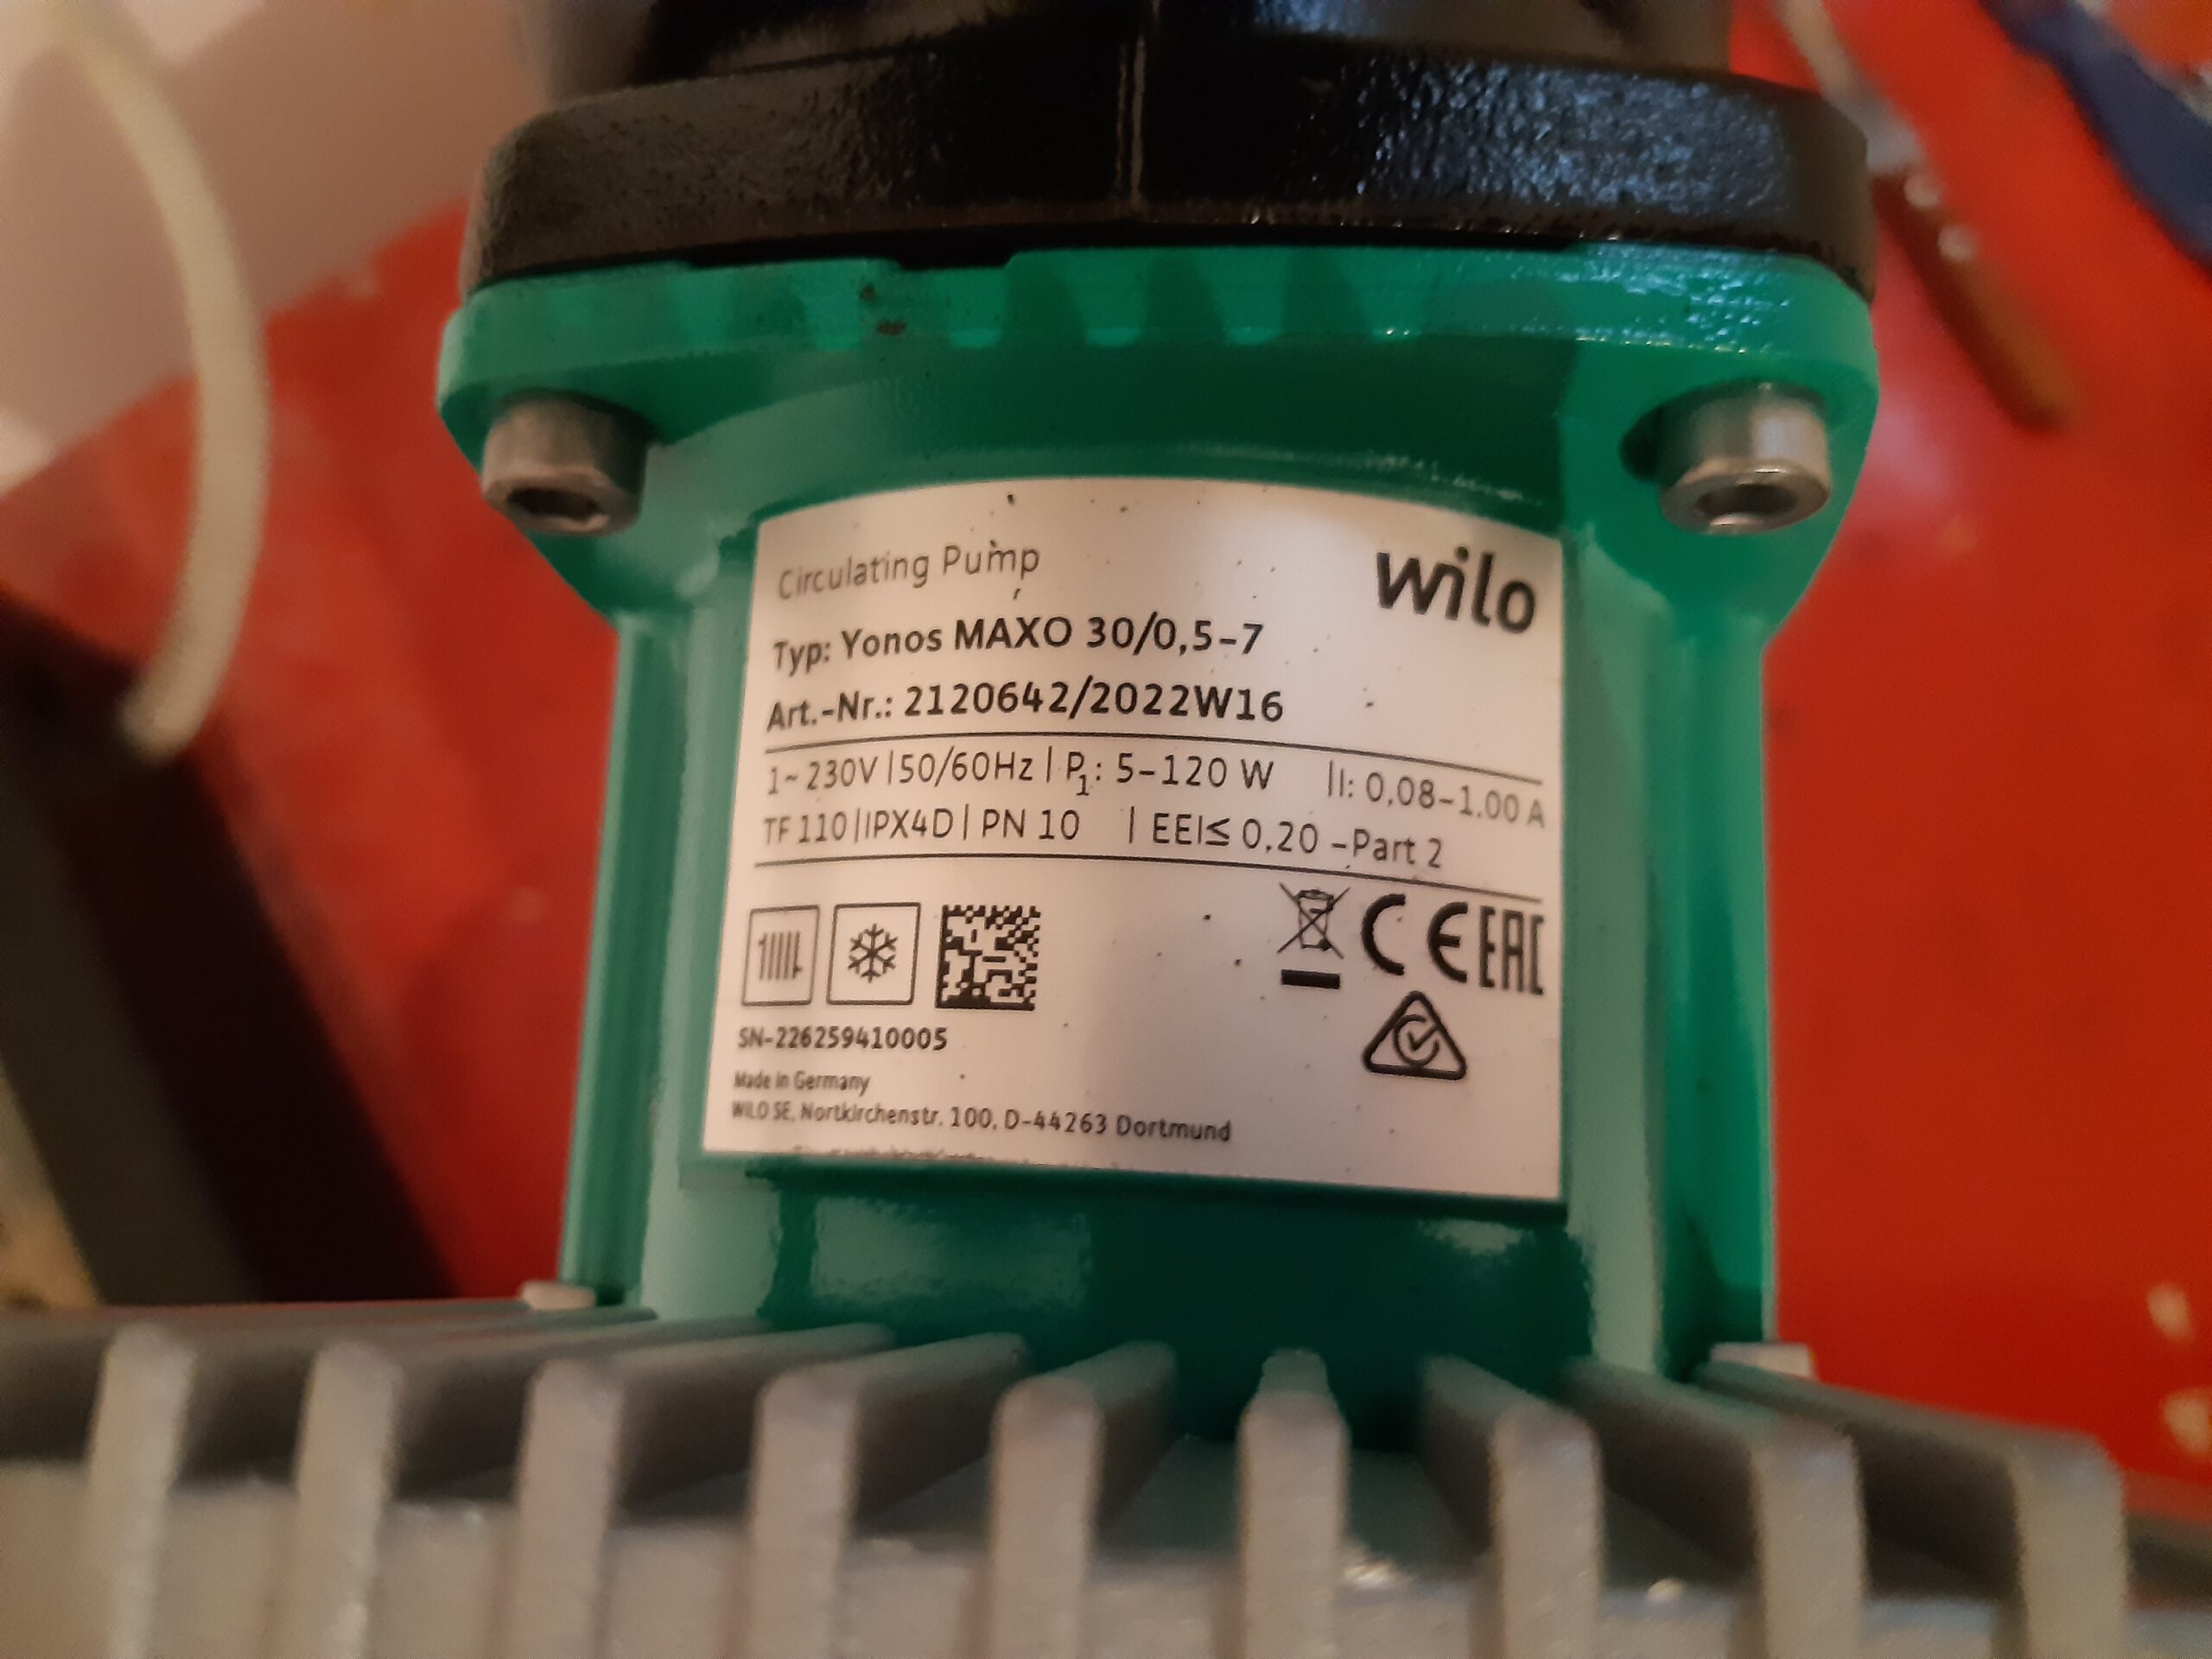 Circulating Pump
wilo
Typ: Yonos MAXO 30/0,5-7
Art.-Nr.: 2120642/2022W16
1~230V | 50/60Hz | P1: 5-120 W | I: 0,08-1,00 A
TF 110 | IPX4D | PN 10 | EEI≤ 0,20 -Part 2
CE EAC
SN-226259410005
Made in Germany
WILO SE, Nortkirchenstr. 100, D-44263 Dortmund